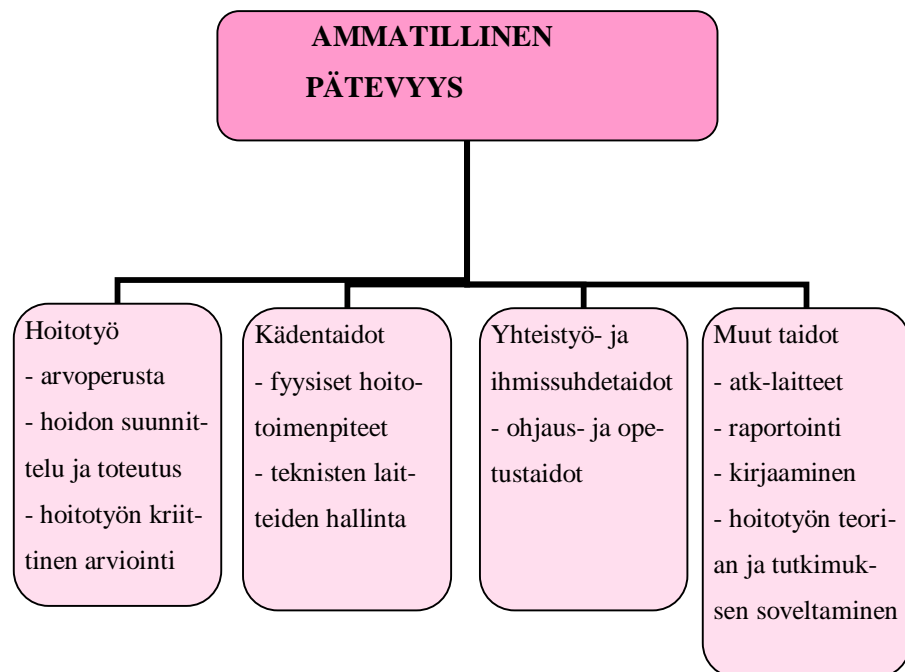 AMMATILLINEN
PÄTEVYYS
Hoitotyö
- arvoperusta
- hoidon suunnit-
telu ja toteutus
- hoitotyön kriit-
tinen arviointi
Kädentaidot
- fyysiset hoito-
toimenpiteet
- teknisten lait-
teiden hallinta
Yhteistyö- ja
ihmissuhdetaidot
- ohjaus- ja ope-
tustaidot
Muut taidot
- atk-laitteet
- raportointi
- kirjaaminen
- hoitotyön teori-
an ja tutkimuk-
sen soveltaminen